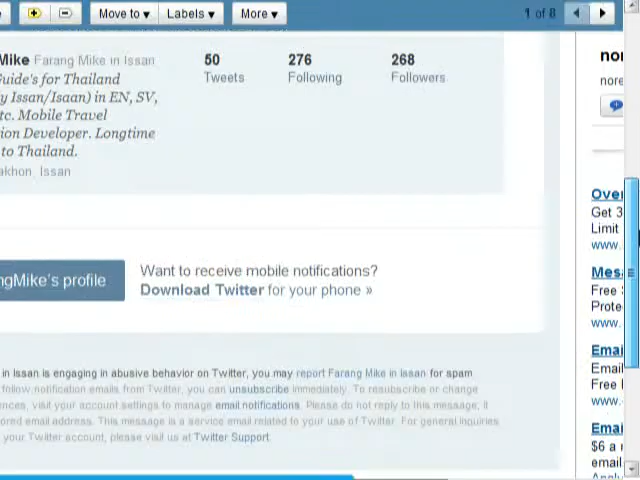 Move to ▾ Labels ▾ More ▾ 1 of 8
Mike Farang Mike in Issan
Guide's for Thailand
y Issan/Isaan) in EN, SV,
tc. Mobile Travel
ion Developer. Longtime
to Thailand.
akhon, Issan
50 276 268
Tweets Following Followers
ngMike's profile
Want to receive mobile notifications?
Download Twitter for your phone »
in Issan is engaging in abusive behavior on Twitter, you may report Farang Mike in Issan for spam
follow notification emails from Twitter, you can unsubscribe immediately. To resubscribe or change
nces, visit your account settings to manage email notifications. Please do not reply to this message; it
ored email address. This message is a service email related to your use of Twitter. For general inquiries
your Twitter account, please visit us at Twitter Support.
nor
nore
Over
Get 3
Limit
www.
Mess
Free
Prote
www.
Emai
Email
Free
www.
Emai
$6 a
email